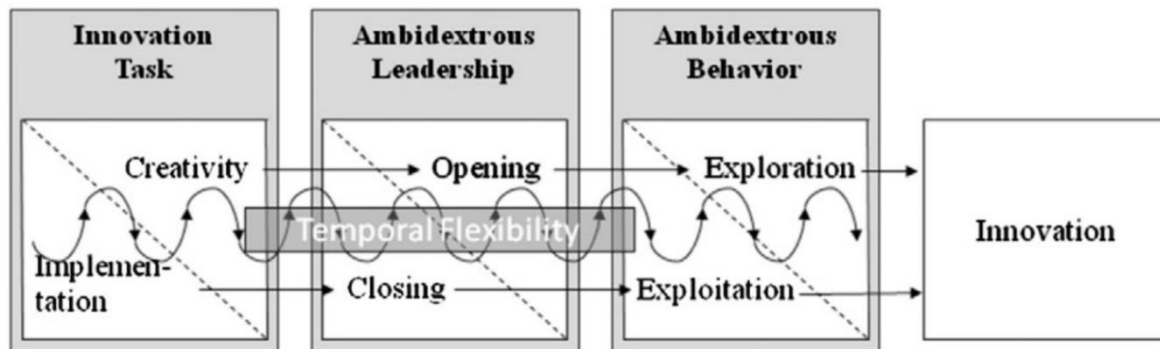 Innovation
Task
Ambidextrous
Leadership
Ambidextrous
Behavior
Creativity
Opening
Exploration
Temporal Flexibility
Innovation
Implemen-
tation
Closing
Exploitation